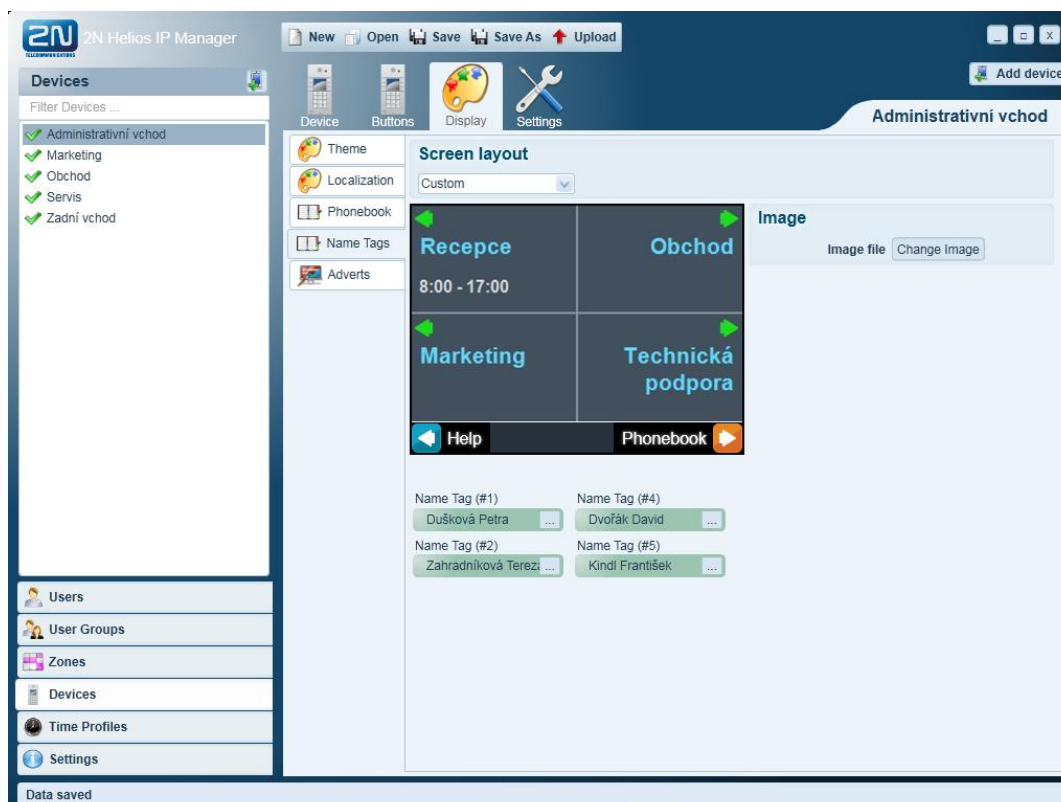 2N
TELECOMMUNICATIONS
2N Helios IP Manager
New Open Save Save As Upload
_ X
Devices
Filter Devices ...
Administrativní vchod
Marketing
Obchod
Servis
Zadní vchod
Users
User Groups
Zones
Devices
Time Profiles
Settings
Device Buttons Display Settings
Add device
Administrativní vchod
Theme
Localization
Phonebook
Name Tags
Adverts
Screen layout
Custom
Recepce Obchod
8:00 - 17:00
Marketing Technická
podpora
Help Phonebook
Image
Image file Change Image
Name Tag (#1) Name Tag (#4)
Dušková Petra ... Dvořák David ...
Name Tag (#2) Name Tag (#5)
Zahradníková Tereza ... Kindl František ...
Data saved